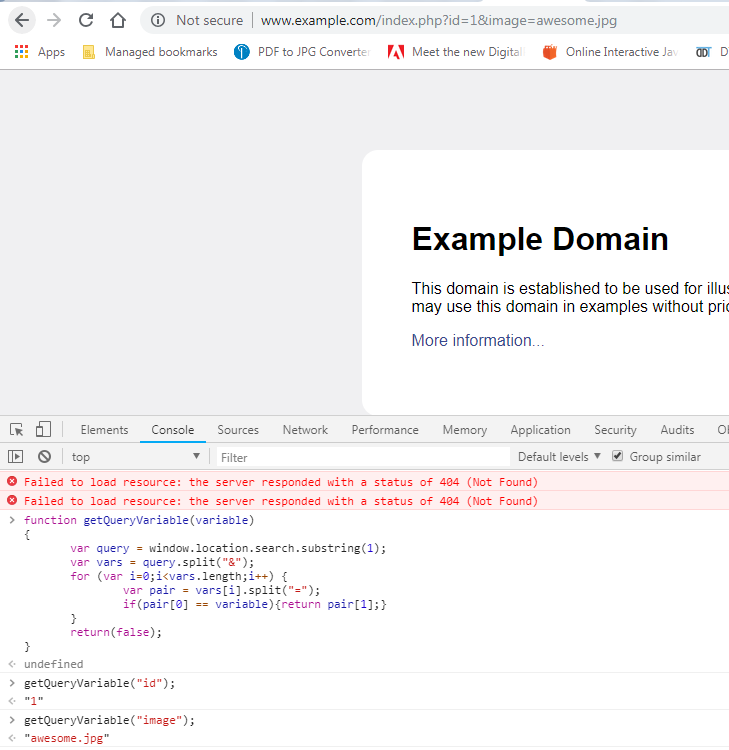 Not secure | www.example.com/index.php?id=1&image=awesome.jpg
Apps Managed bookmarks PDF to JPG Converter Meet the new Digital Online Interactive Jav
Example Domain
This domain is established to be used for illus
may use this domain in examples without prio
More information...
Elements Console Sources Network Performance Memory Application Security Audits
top Filter Default levels Group similar
Failed to load resource: the server responded with a status of 404 (Not Found)
Failed to load resource: the server responded with a status of 404 (Not Found)
> function getQueryVariable(variable)
{
var query = window.location.search.substring(1);
var vars = query.split("&");
for (var i=0;i<vars.length;i++) {
var pair = vars[i].split("=");
if(pair[0] == variable){return pair[1];}
}
return(false);
}
undefined
> getQueryVariable("id");
"1"
> getQueryVariable("image");
"awesome.jpg"